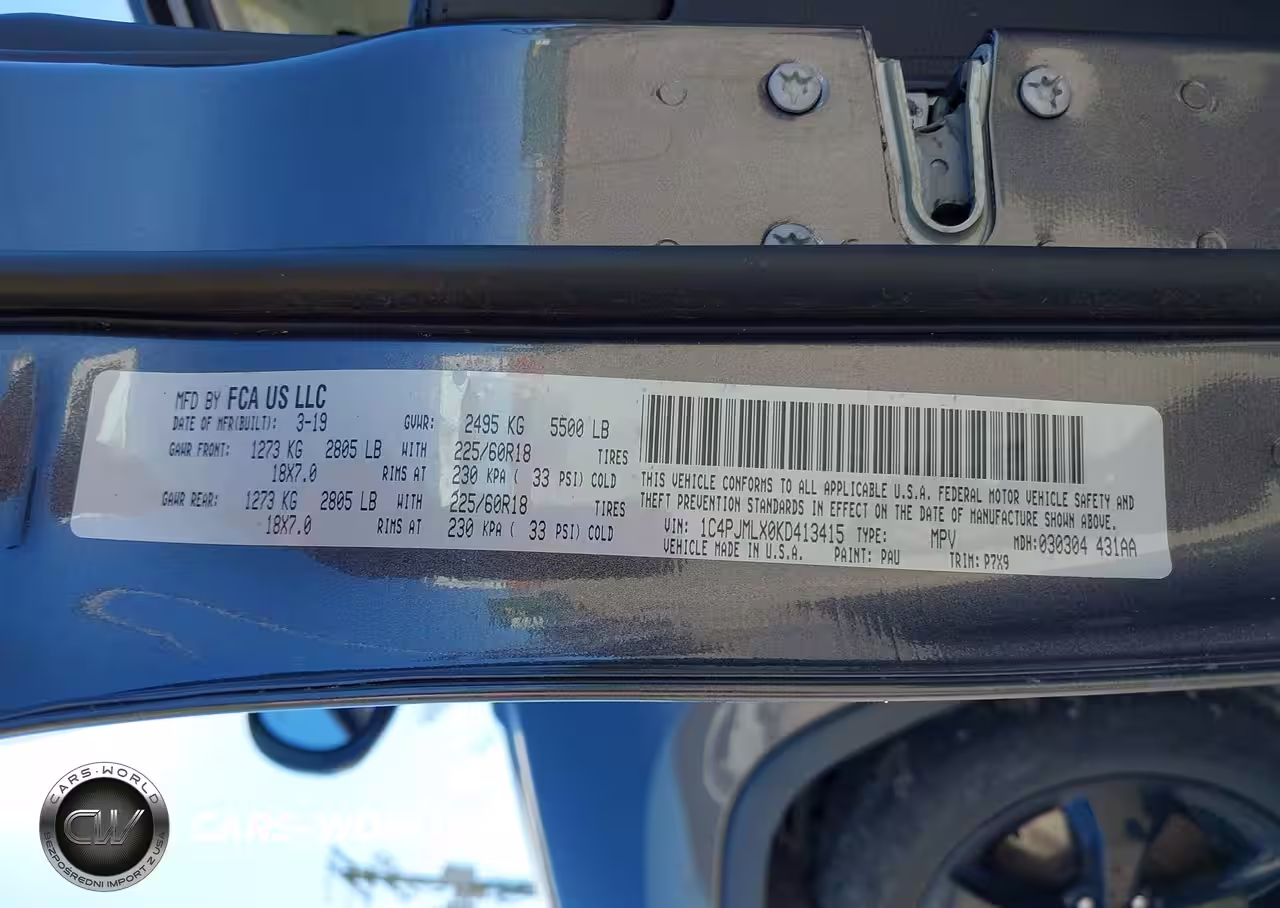 MFD BY FCA US LLC
DATE OF MFR(BUILT): 3-19 GVWR: 2495 KG 5500 LB
GAWR FRONT: 1273 KG 2805 LB WITH 225/60R18 TIRES
18X7.0 RIMS AT 230 KPA ( 33 PSI) COLD
GAWR REAR: 1273 KG 2805 LB WITH 225/60R18 TIRES
18X7.0 RIMS AT 230 KPA ( 33 PSI) COLD
THIS VEHICLE CONFORMS TO ALL APPLICABLE U.S.A. FEDERAL MOTOR VEHICLE SAFETY AND
THEFT PREVENTION STANDARDS IN EFFECT ON THE DATE OF MANUFACTURE SHOWN ABOVE.
VIN: 1C4PJMLX0KD413415 TYPE: MPV MDH:030304 431AA
VEHICLE MADE IN U.S.A. PAINT: PAU TRIM: P7X9
CARS-WORLD
CW
BEZPOŚREDNI IMPORT Z USA
CARS-WORLD